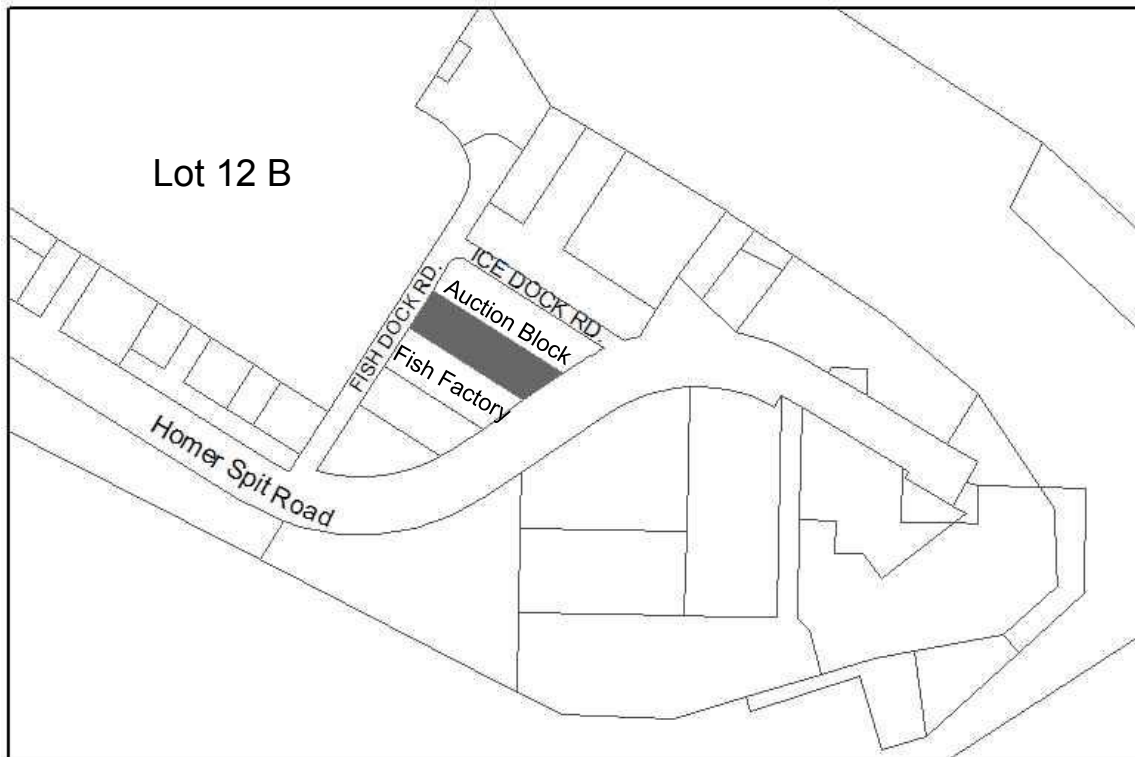 Lot 12 B
ICE DOCK RD.
FISH DOCK RD.
Auction Block
Fish Factory
Homer Spit Road